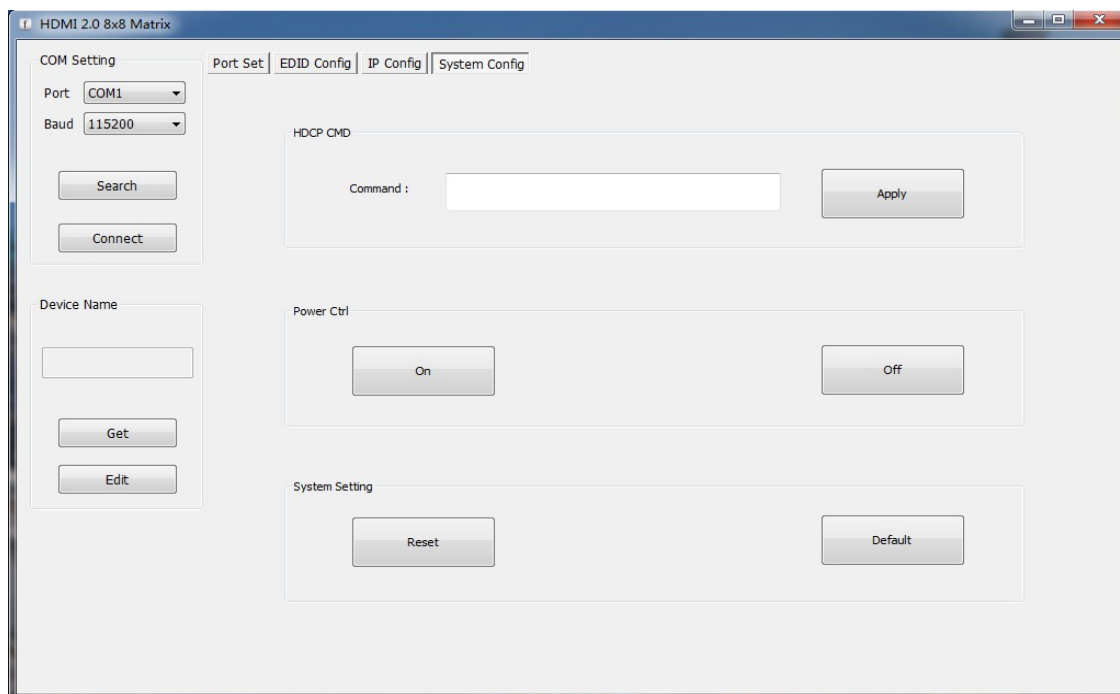 HDMI 2.0 8x8 Matrix
COM Setting
Port COM1
Baud 115200
Search
Connect
Device Name
Get
Edit
Port Set EDID Config IP Config System Config
HDCP CMD
Command : Apply
Power Ctrl
On Off
System Setting
Reset Default